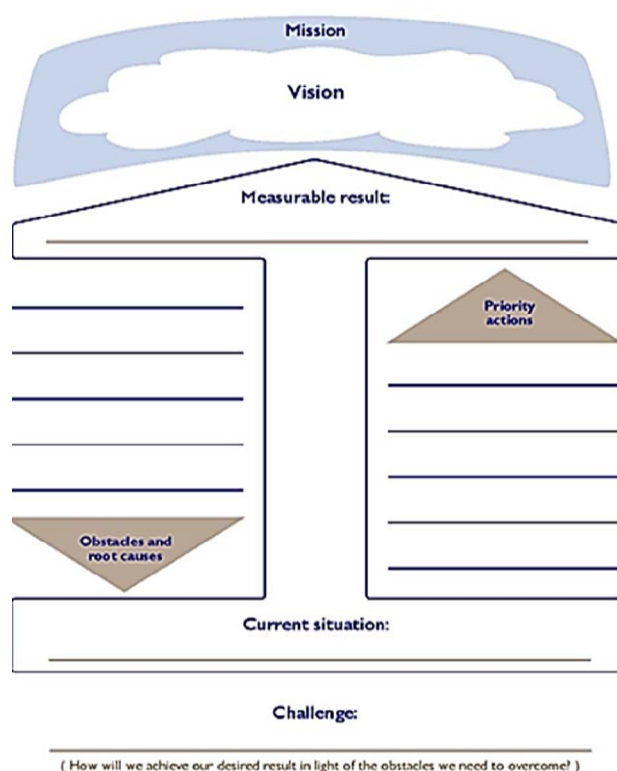 Mission
Vision
Measurable result:
Priority
actions
Obstacles and
root causes
Current situation:
Challenge:
( How will we achieve our desired result in light of the obstacles we need to overcome? )